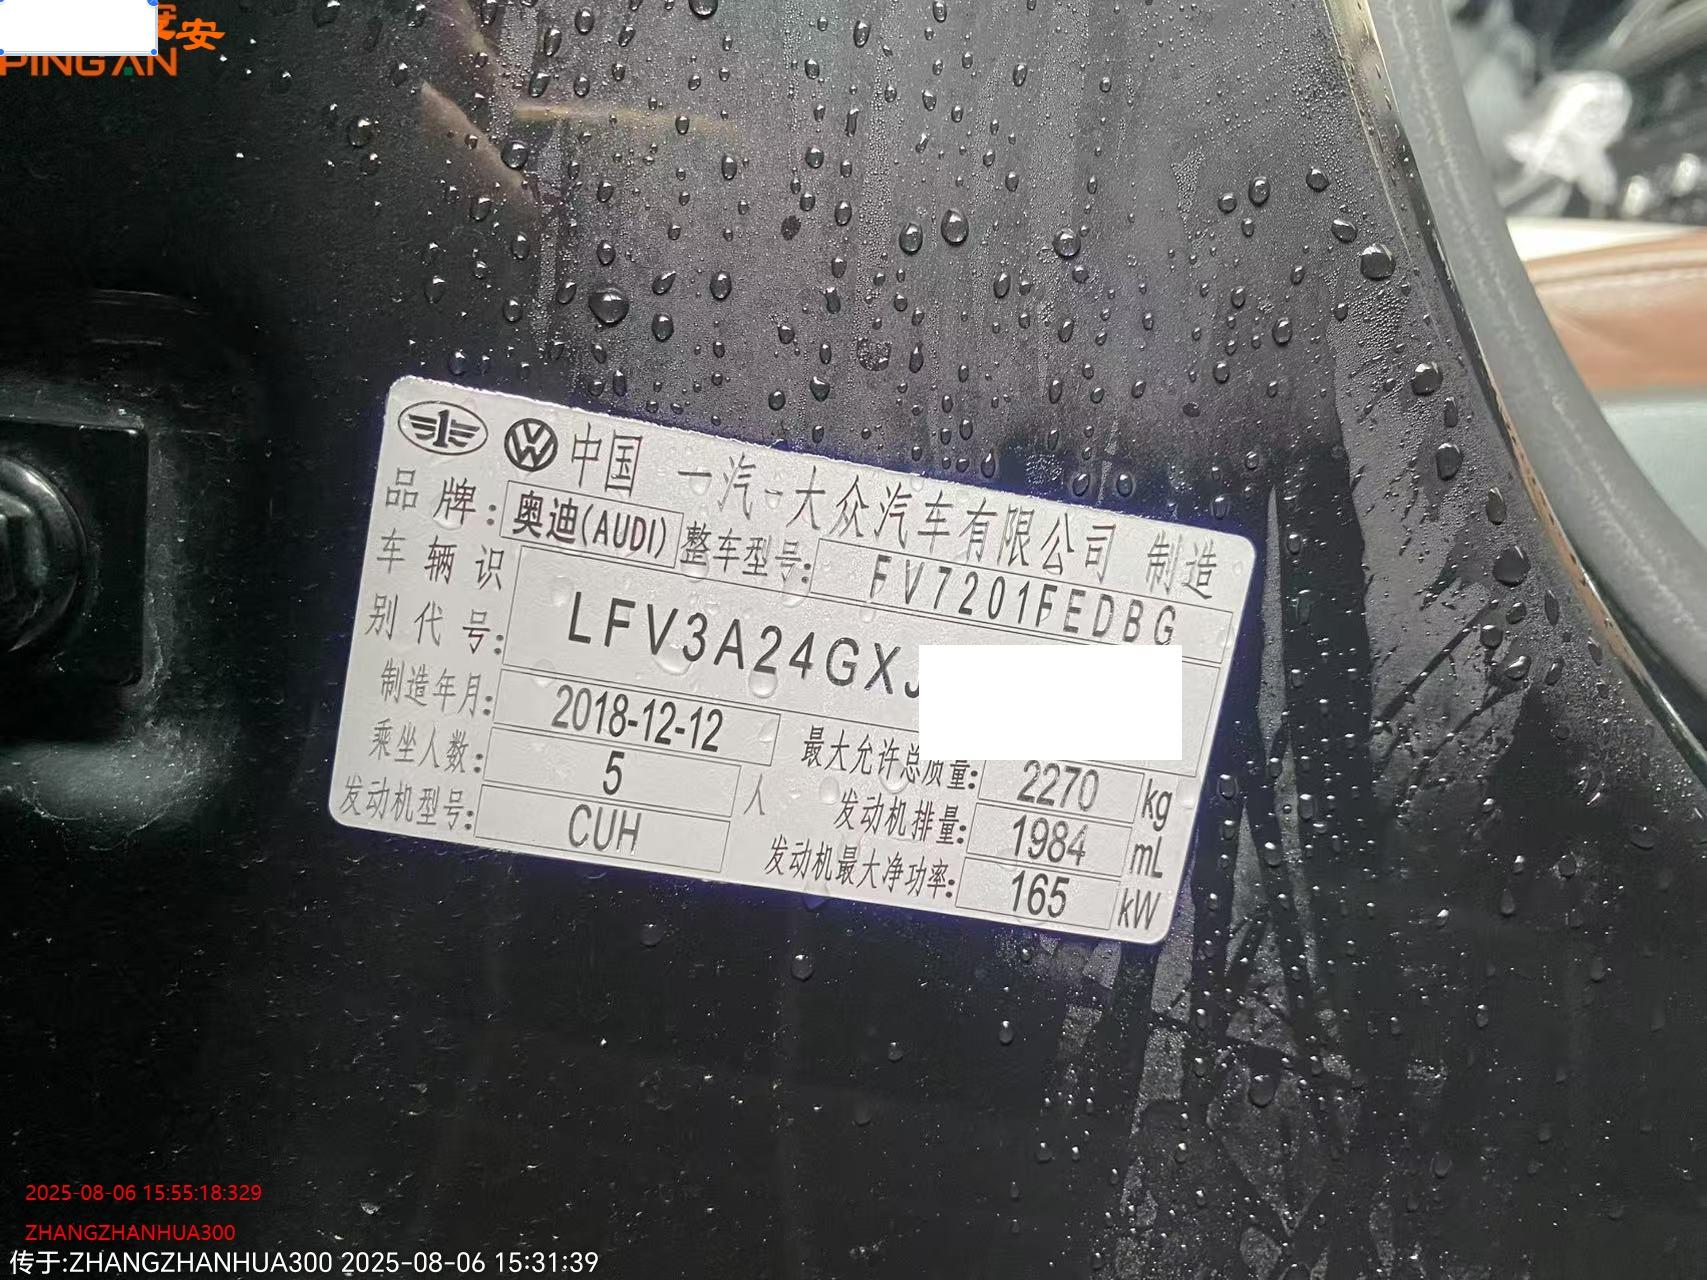 安
PING AN
中国 一汽-大众汽车有限公司 制造
品牌: 奥迪(AUDI) 整车型号: FV7201FEDBG
车辆识
别代号: LFV3A24GXJ
制造年月: 2018-12-12 最大允许总质量: 2270 kg
乘坐人数: 5 人 发动机排量: 1984 mL
发动机型号: CUH 发动机最大净功率: 165 kW
2025-08-06 15:55:18:329
ZHANGZHANHUA300
传于:ZHANGZHANHUA300 2025-08-06 15:31:39